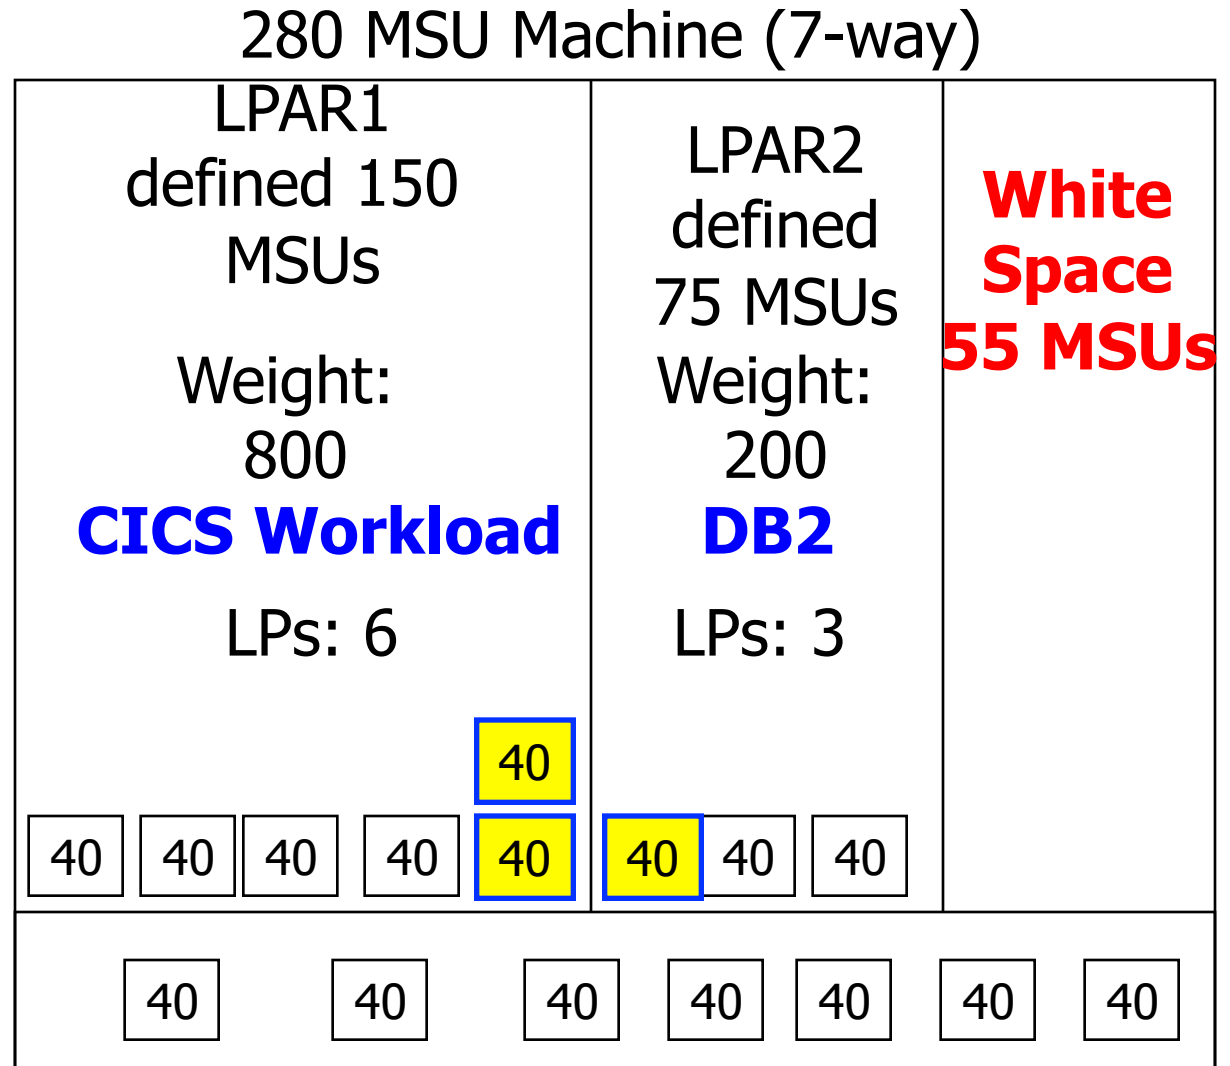 280 MSU Machine (7-way)
LPAR1
defined 150
MSUs
Weight:
800
CICS Workload
LPs: 6
LPAR2
defined
75 MSUs
Weight:
200
DB2
LPs: 3
White
Space
55 MSUs
40
40 40 40 40 40
40 40 40
40 40 40 40 40 40 40